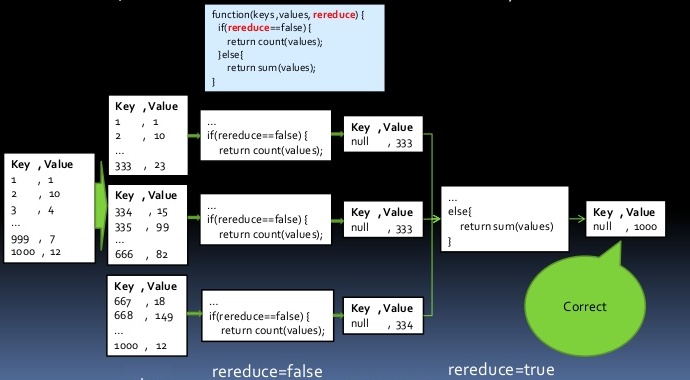 function(keys,values, rereduce) {
if(rereduce==false) {
return count(values);
}else{
return sum(values);
}
Key , Value
1 , 1
2 , 10
3 , 4
...
999 , 7
1000 , 12
Key , Value
1 , 1
2 , 10
...
333 , 23
Key , Value
334 , 15
335 , 99
...
666 , 82
Key , Value
667 , 18
668 , 149
...
1000 , 12
...
if(rereduce==false) {
return count(values);
...
if(rereduce==false) {
return count(values);
...
if(rereduce==false) {
return count(values);
Key , Value
null , 333
Key , Value
null , 333
Key , Value
null , 334
...
else{
return sum(values)
}
Key , Value
null , 1000
Correct
rereduce=false
rereduce=true